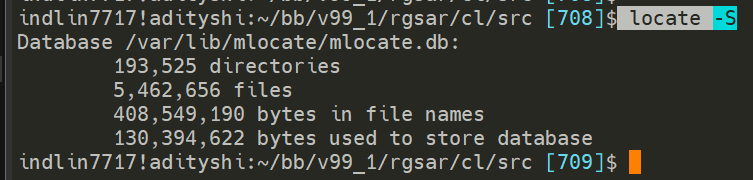 indlin7717!adityshi:~/bb/v99_1/rgsar/cl/src [708]$ locate -S
Database /var/lib/mlocate/mlocate.db:
193,525 directories
5,462,656 files
408,549,190 bytes in file names
130,394,622 bytes used to store database
indlin7717!adityshi:~/bb/v99_1/rgsar/cl/src [709]$